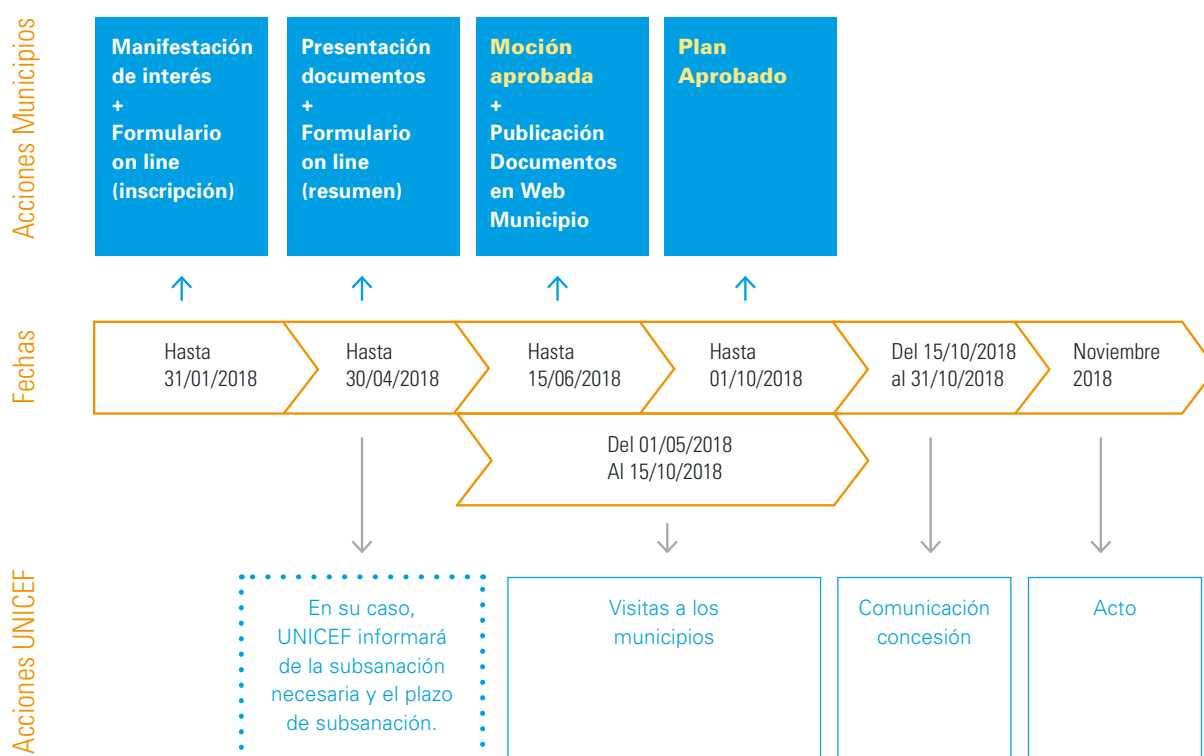 Acciones Municipios
Manifestación
de interés
+
Formulario
on line
(inscripción)
Presentación
documentos
+
Formulario
on line
(resumen)
Moción
aprobada
+
Publicación
Documentos
en Web
Municipio
Plan
Aprobado
Fechas
Hasta
31/01/2018
Hasta
30/04/2018
Hasta
15/06/2018
Hasta
01/10/2018
Del 15/10/2018
al 31/10/2018
Noviembre
2018
Del 01/05/2018
Al 15/10/2018
Acciones UNICEF
En su caso,
UNICEF informará
de la subsanación
necesaria y el plazo
de subsanación.
Visitas a los
municipios
Comunicación
concesión
Acto